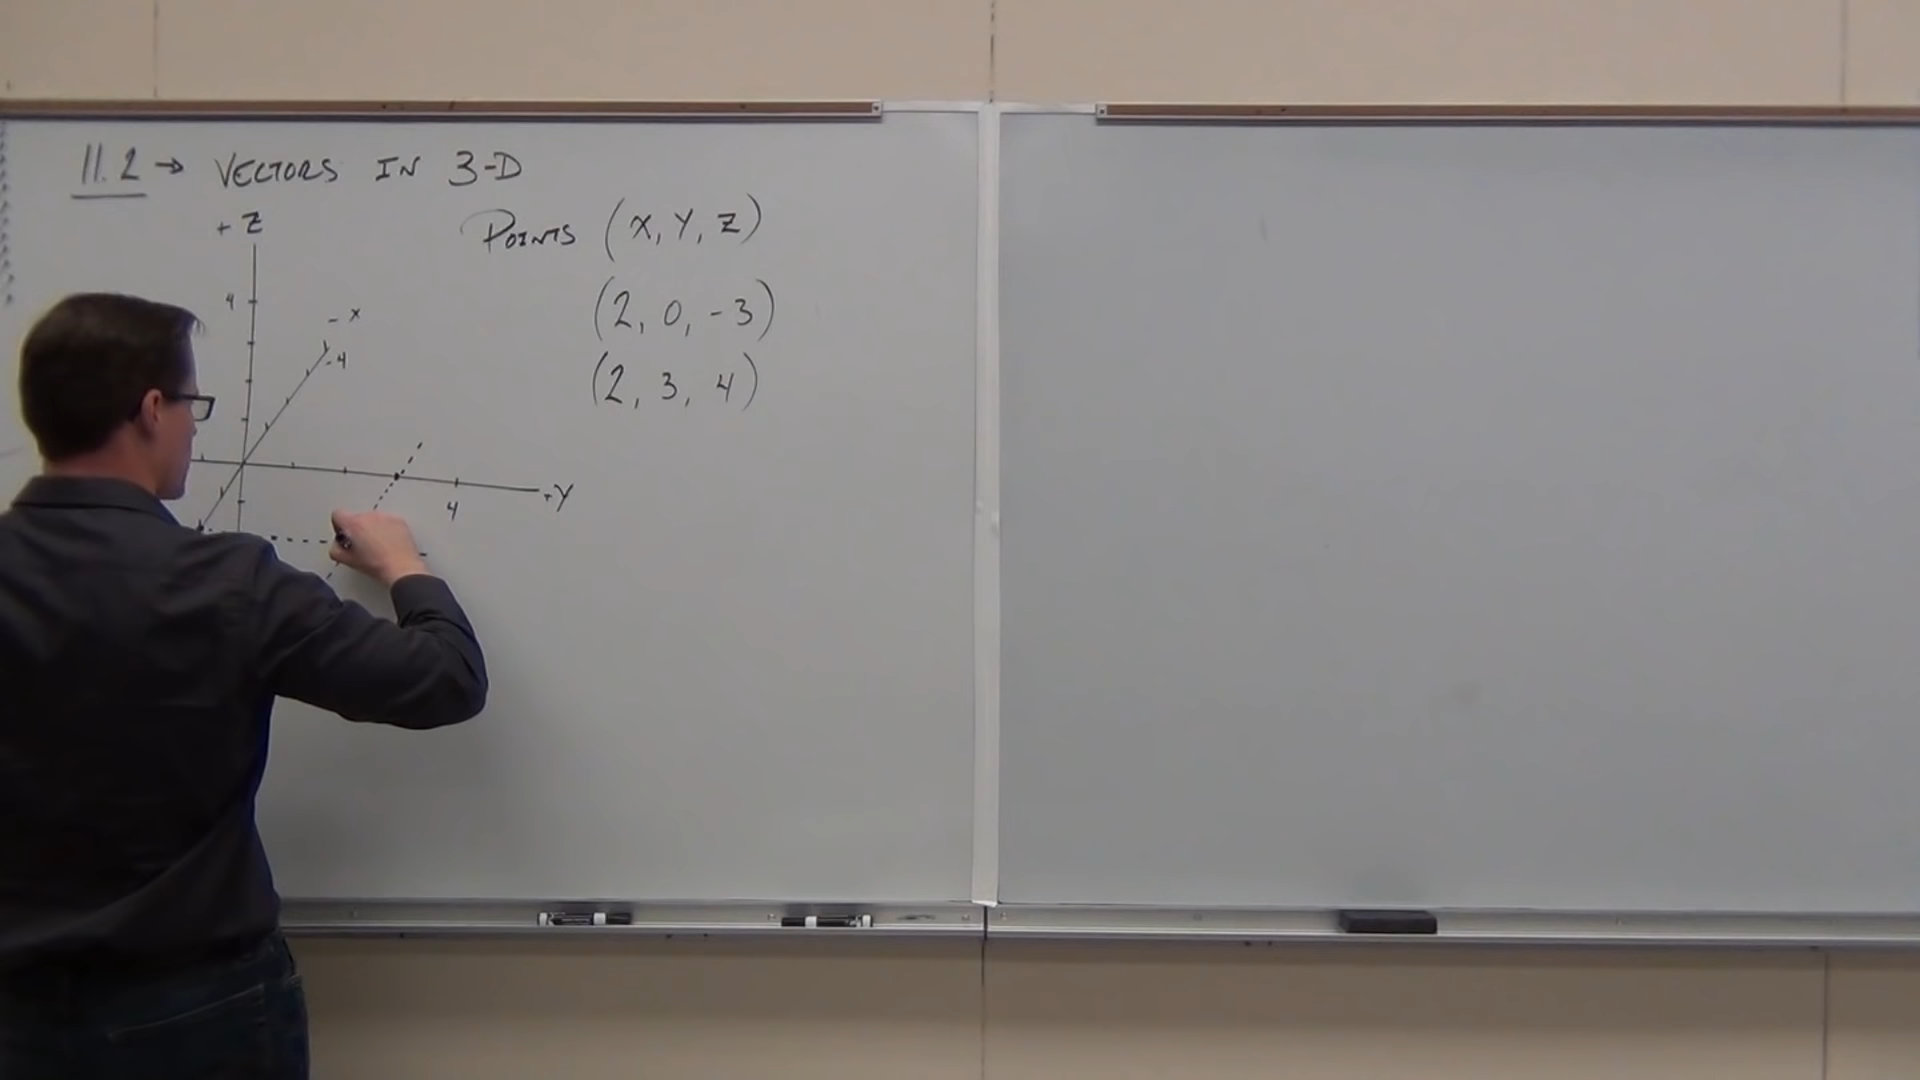 11.2 → VECTORS IN 3-D
+ Z
POINTS (X, Y, Z)
(2, 0, -3)
4
- X
-4
(2, 3, 4)
+Y
4